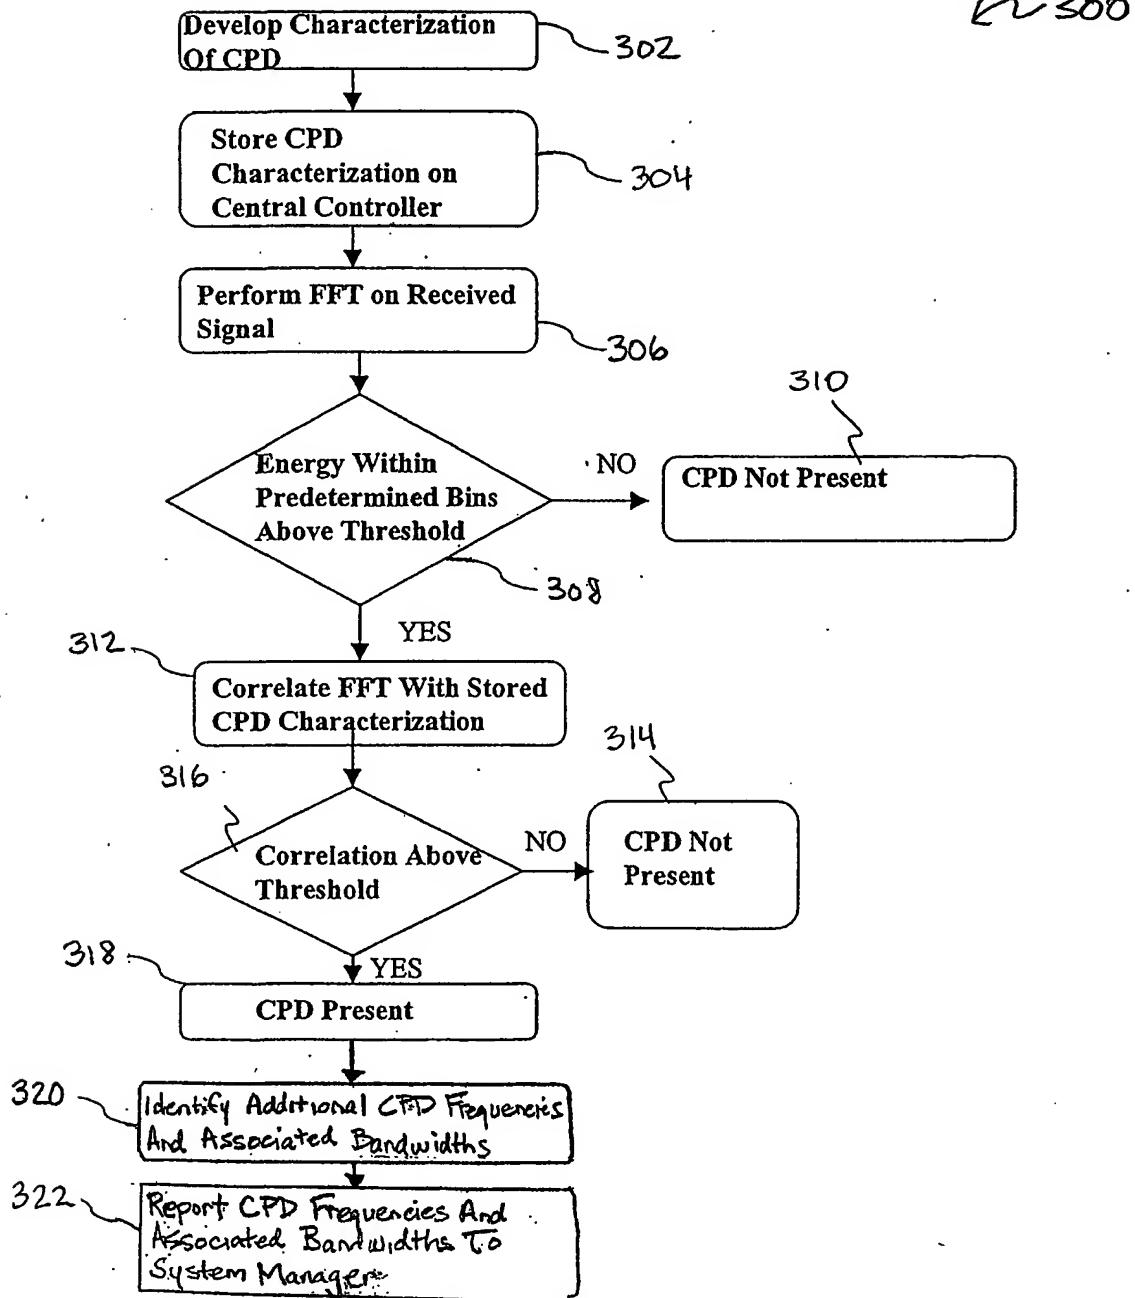 300
Develop Characterization
Of CPD
302
Store CPD
Characterization on
Central Controller
304
Perform FFT on Received
Signal
306
310
Energy Within
Predetermined Bins
Above Threshold
NO
CPD Not Present
308
YES
312
Correlate FFT With Stored
CPD Characterization
314
316
Correlation Above
Threshold
NO
CPD Not
Present
318
YES
CPD Present
320
Identify Additional CPD Frequencies
And Associated Bandwidths
322
Report CPD Frequencies And
Associated Bandwidths To
System Manager